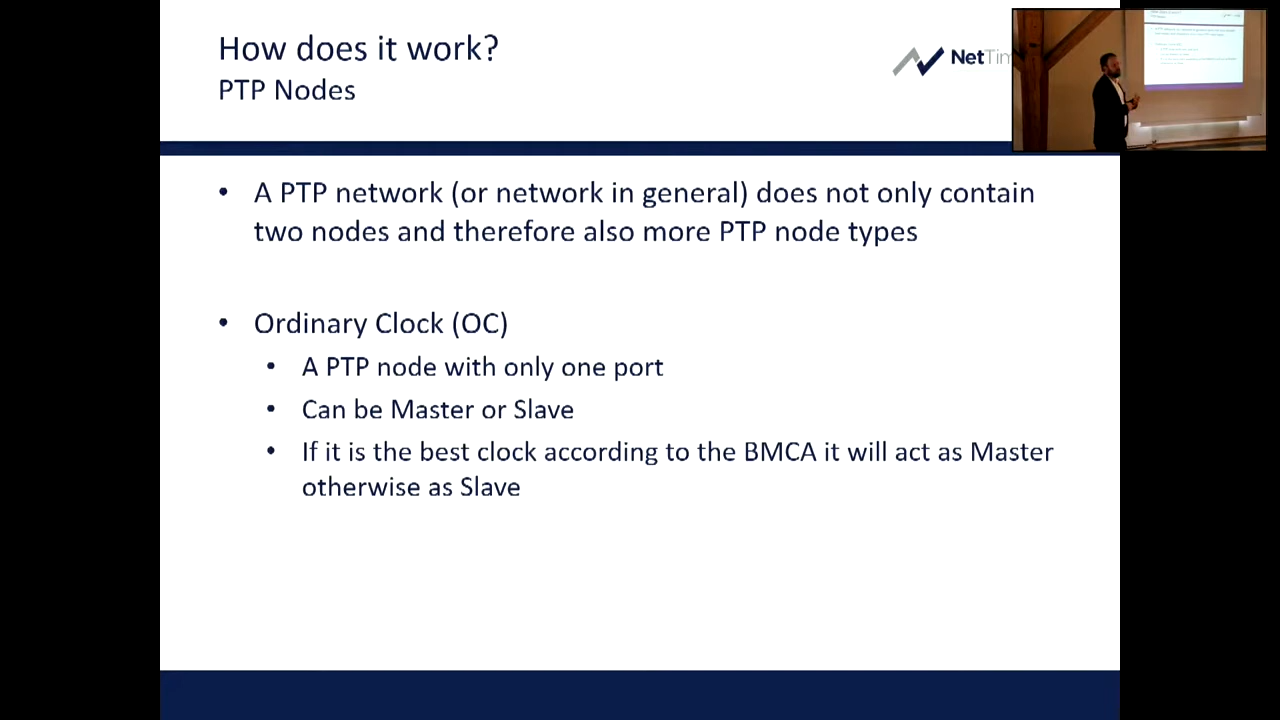 How does it work?
PTP Nodes
NetTim
• A PTP network (or network in general) does not only contain
two nodes and therefore also more PTP node types
• Ordinary Clock (OC)
• A PTP node with only one port
• Can be Master or Slave
• If it is the best clock according to the BMCA it will act as Master
otherwise as Slave